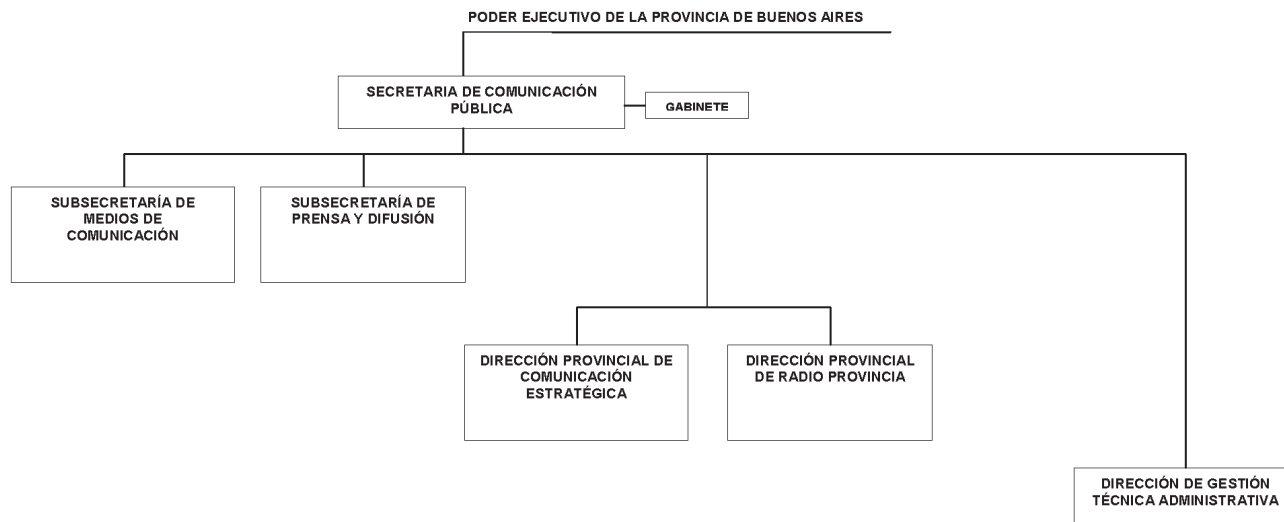 PODER EJECUTIVO DE LA PROVINCIA DE BUENOS AIRES
SECRETARIA DE COMUNICACIÓN
PÚBLICA
GABINETE
SUBSECRETARÍA DE
MEDIOS DE
COMUNICACIÓN
SUBSECRETARÍA DE
PRENSA Y DIFUSIÓN
DIRECCIÓN PROVINCIAL DE
COMUNICACIÓN
ESTRATÉGICA
DIRECCIÓN PROVINCIAL
DE RADIO PROVINCIA
DIRECCIÓN DE GESTIÓN
TÉCNICA ADMINISTRATIVA